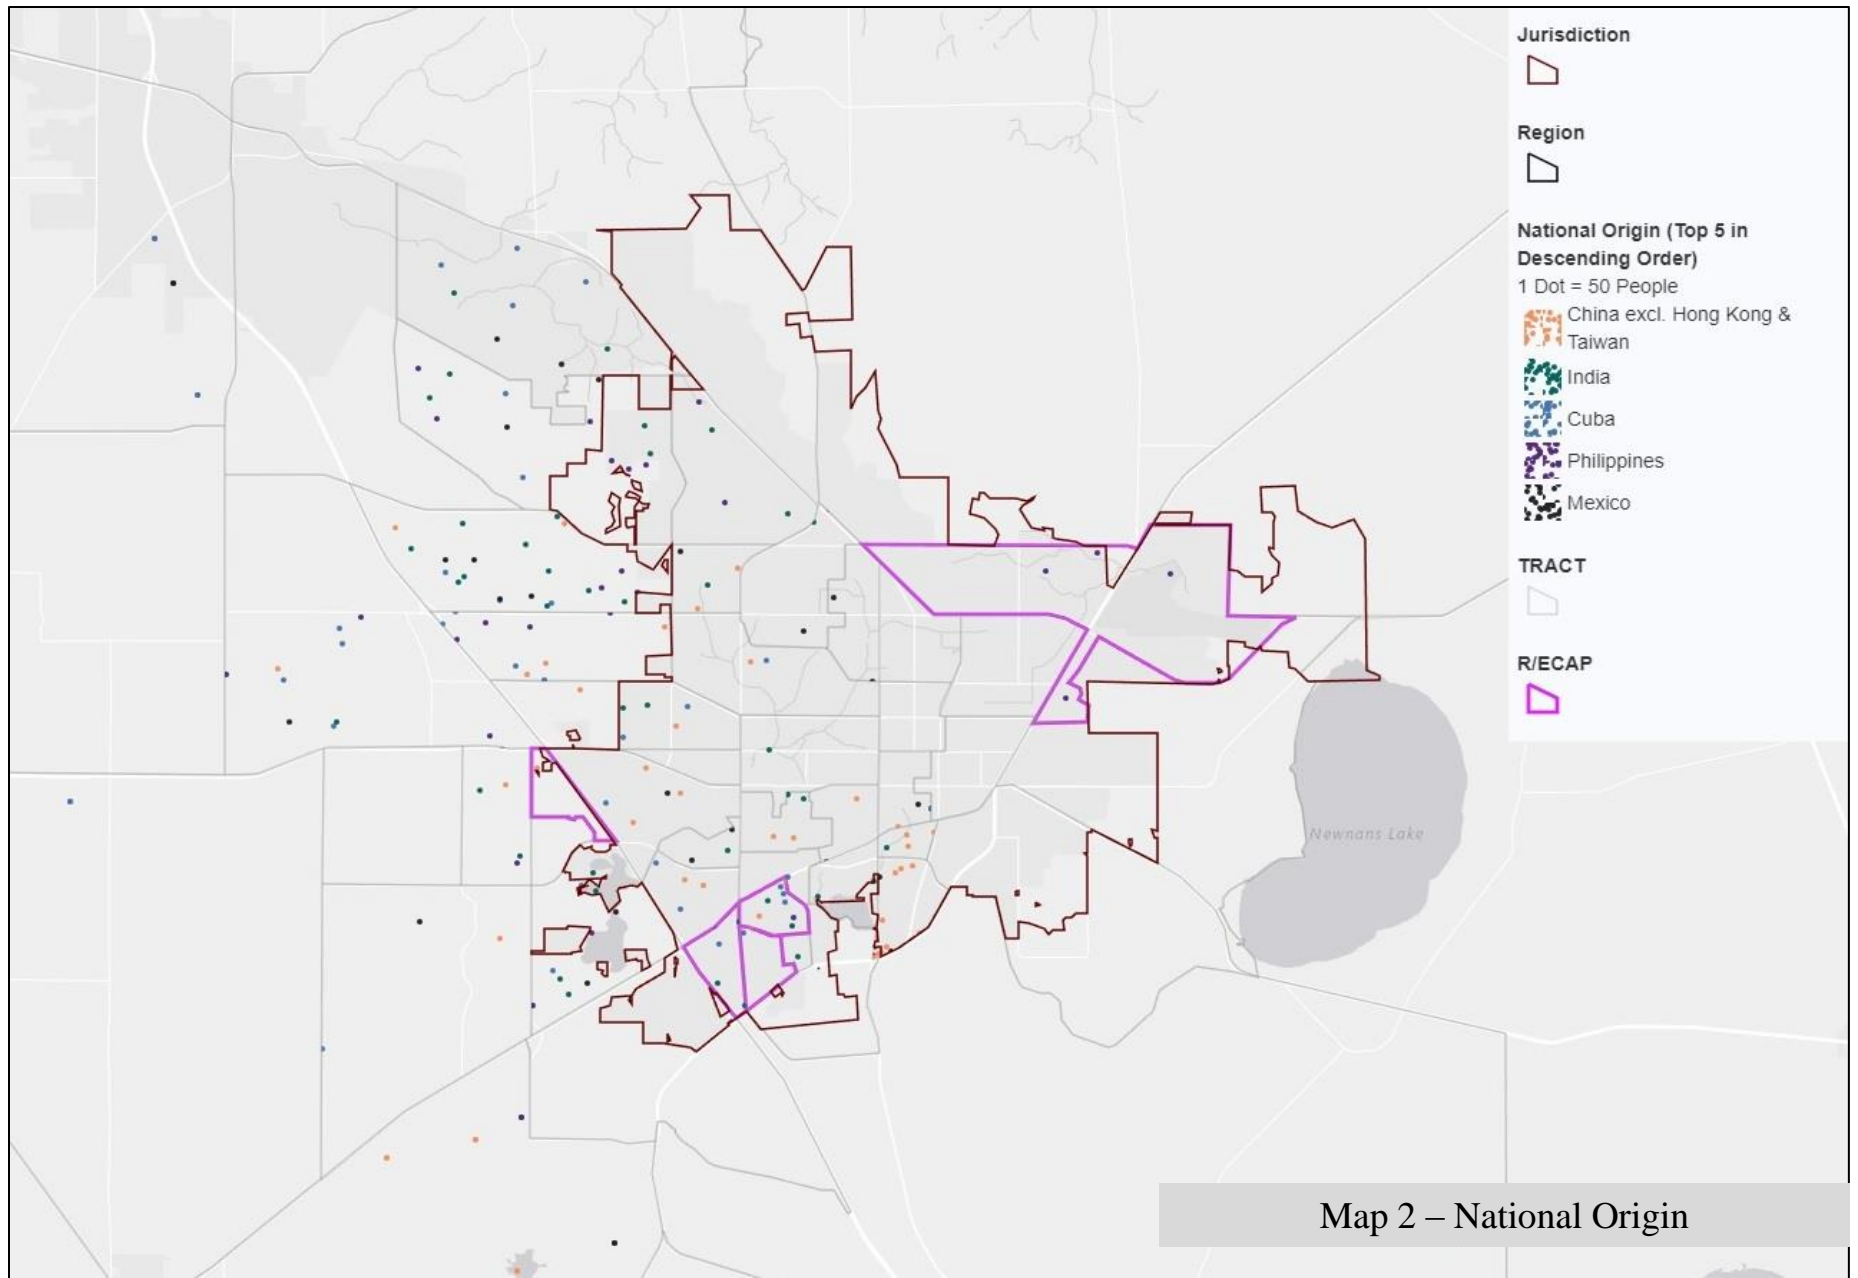 Jurisdiction
Region
National Origin (Top 5 in
Descending Order)
1 Dot = 50 People
China excl. Hong Kong &
Taiwan
India
Cuba
Philippines
Mexico
TRACT
R/ECAP
Newnans Lake
Map 2 – National Origin